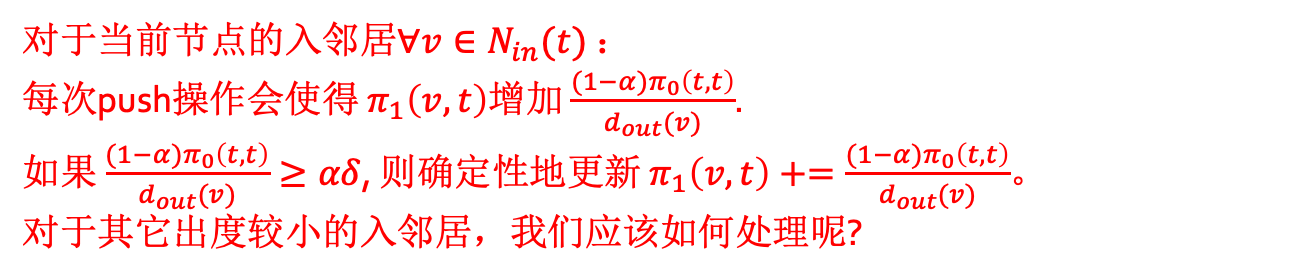 对于当前节点的入邻居∀v ∈ N_in(t)：
每次push操作会使得 π_1(v, t)增加 \frac{(1−α)π_0(t,t)}{d_out(v)}.
如果 \frac{(1−α)π_0(t,t)}{d_out(v)} ≥ αδ, 则确定性地更新 π_1(v, t) += \frac{(1−α)π_0(t,t)}{d_out(v)}。
对于其它出度较小的入邻居，我们应该如何处理呢?